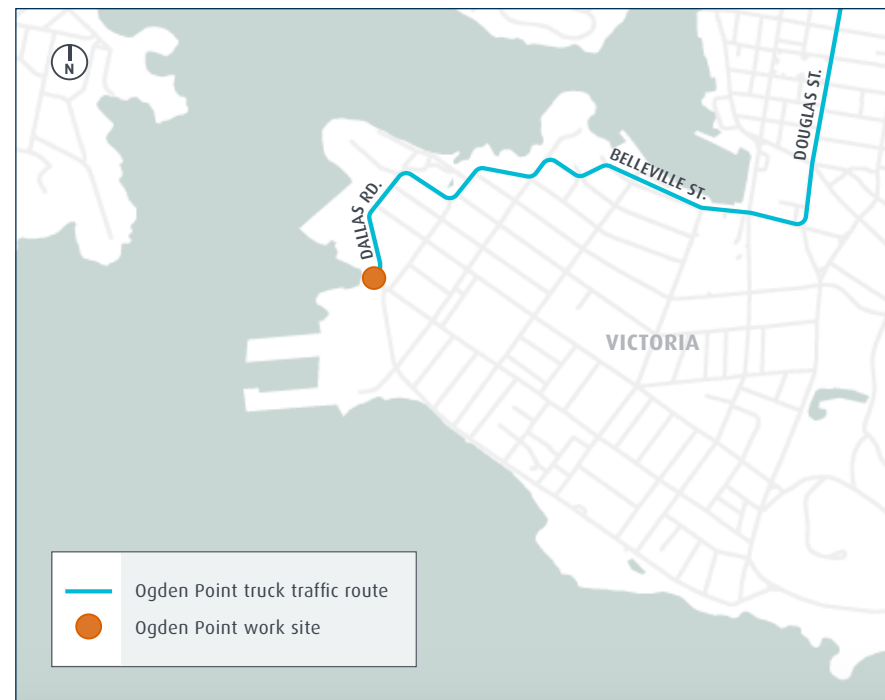 N
DOUGLAS ST.
BELLEVILLE ST.
DALLAS RD.
VICTORIA
Ogden Point truck traffic route
Ogden Point work site